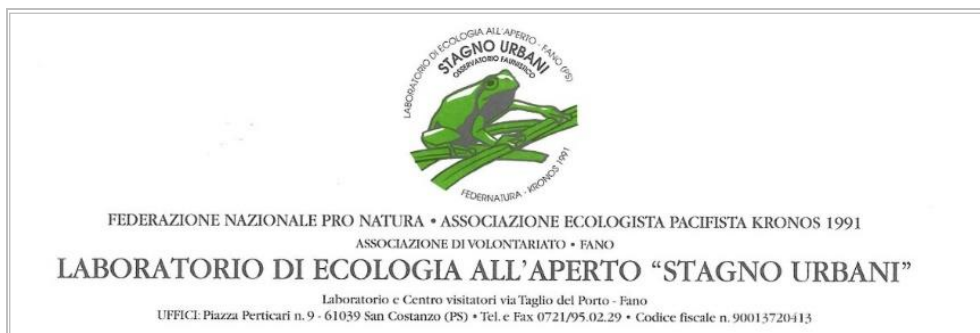 LABORATORIO DI ECOLOGIA ALL'APERTO - FANO (PS)
STAGNO URBANI
OSSERVATORIO FAUNISTICO
FEDERNATURA - KRONOS 1991
FEDERAZIONE NAZIONALE PRO NATURA • ASSOCIAZIONE ECOLOGISTA PACIFISTA KRONOS 1991
ASSOCIAZIONE DI VOLONTARIATO • FANO
LABORATORIO DI ECOLOGIA ALL'APERTO “STAGNO URBANI”
Laboratorio e Centro visitatori via Taglio del Porto - Fano
UFFICI: Piazza Perticari n. 9 - 61039 San Costanzo (PS) • Tel. e Fax 0721/95.02.29 • Codice fiscale n. 90013720413